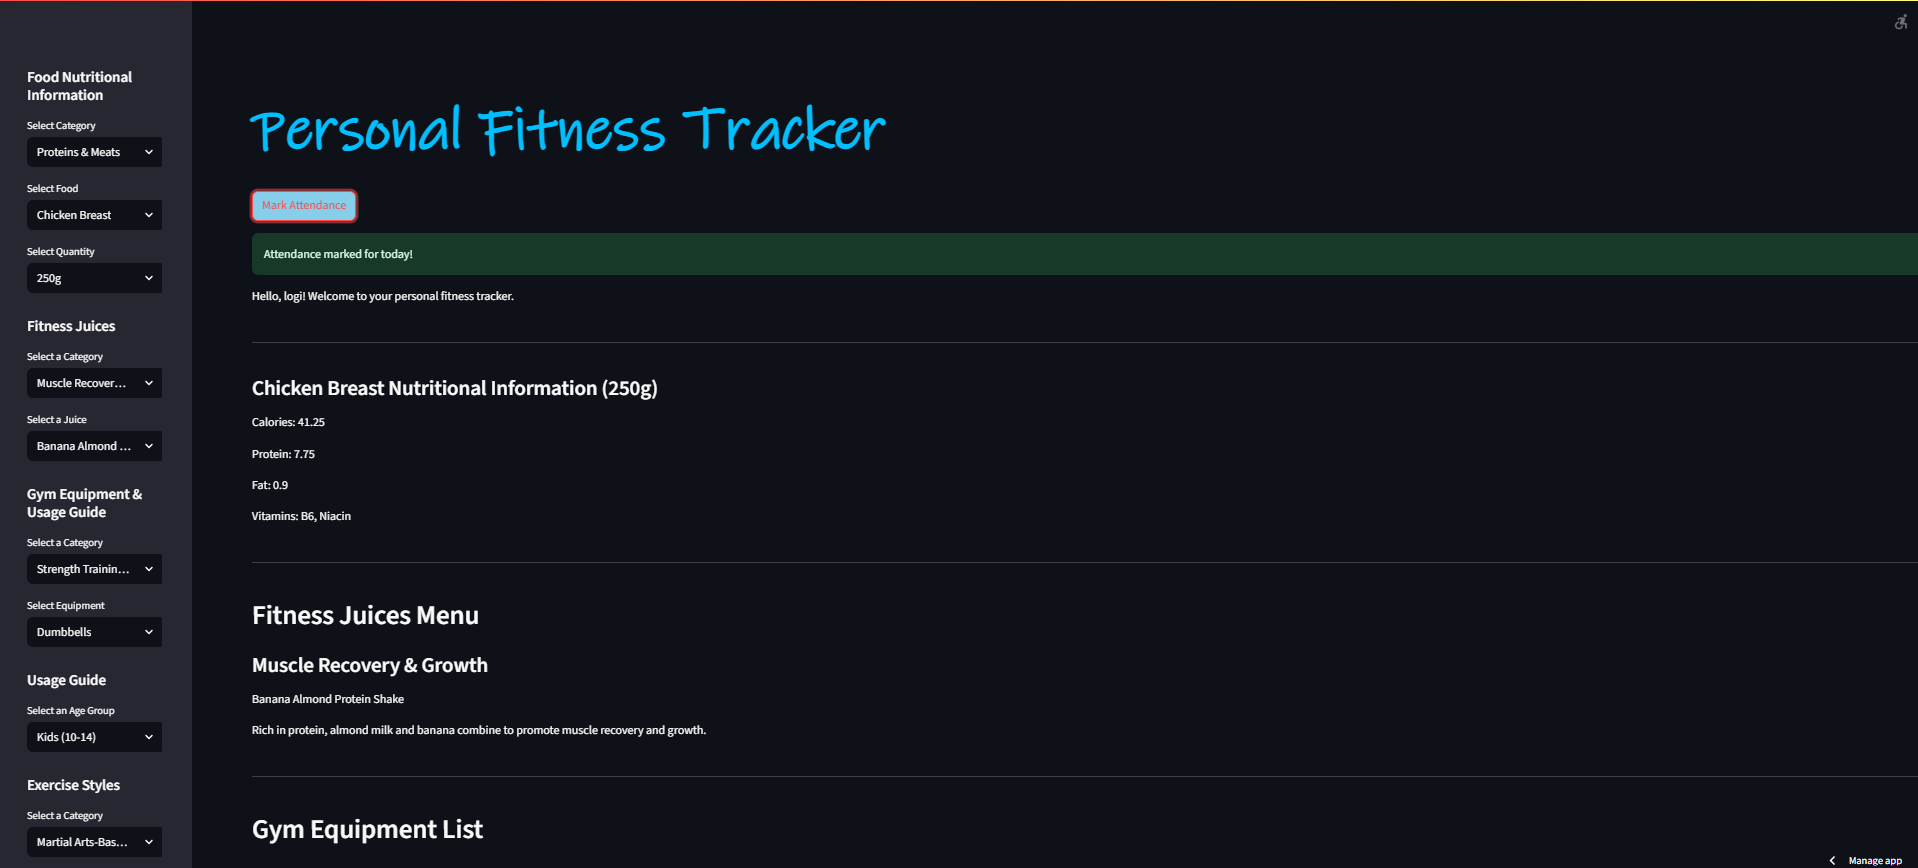 Food Nutritional
Information
Select Category
Proteins & Meats
Select Food
Chicken Breast
Select Quantity
250g
Fitness Juices
Select a Category
Muscle Recover...
Select a Juice
Banana Almond ...
Gym Equipment &
Usage Guide
Select a Category
Strength Trainin...
Select Equipment
Dumbbells
Usage Guide
Select an Age Group
Kids (10-14)
Exercise Styles
Select a Category
Martial Arts-Bas...
Personal Fitness Tracker
Mark Attendance
Attendance marked for today!
Hello, logi! Welcome to your personal fitness tracker.
Chicken Breast Nutritional Information (250g)
Calories: 41.25
Protein: 7.75
Fat: 0.9
Vitamins: B6, Niacin
Fitness Juices Menu
Muscle Recovery & Growth
Banana Almond Protein Shake
Rich in protein, almond milk and banana combine to promote muscle recovery and growth.
Gym Equipment List
Manage app